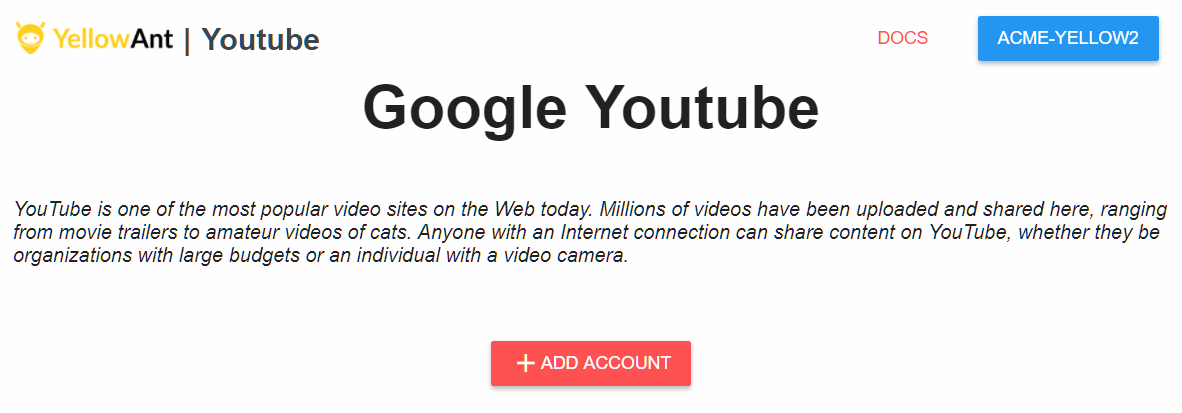 YellowAnt | Youtube
DOCS
ACME-YELLOW2
Google Youtube
YouTube is one of the most popular video sites on the Web today. Millions of videos have been uploaded and shared here, ranging
from movie trailers to amateur videos of cats. Anyone with an Internet connection can share content on YouTube, whether they be
organizations with large budgets or an individual with a video camera.
+ ADD ACCOUNT